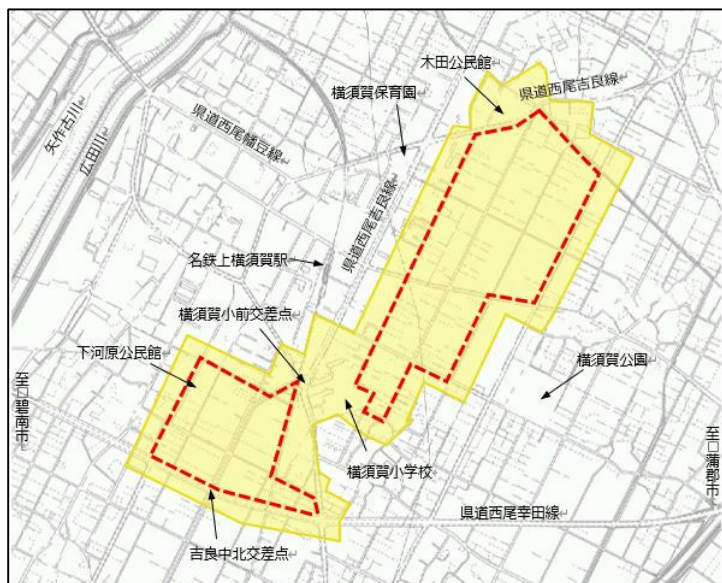 木田公民館
横須賀保育園
県道西尾吉良線
県道西尾幡豆線
矢作古川
広田川
県道西尾吉良線
名鉄上横須賀駅
横須賀小前交差点
下河原公民館
横須賀公園
至□碧南市
至□蒲郡市
横須賀小学校
県道西尾幸田線
吉良中北交差点